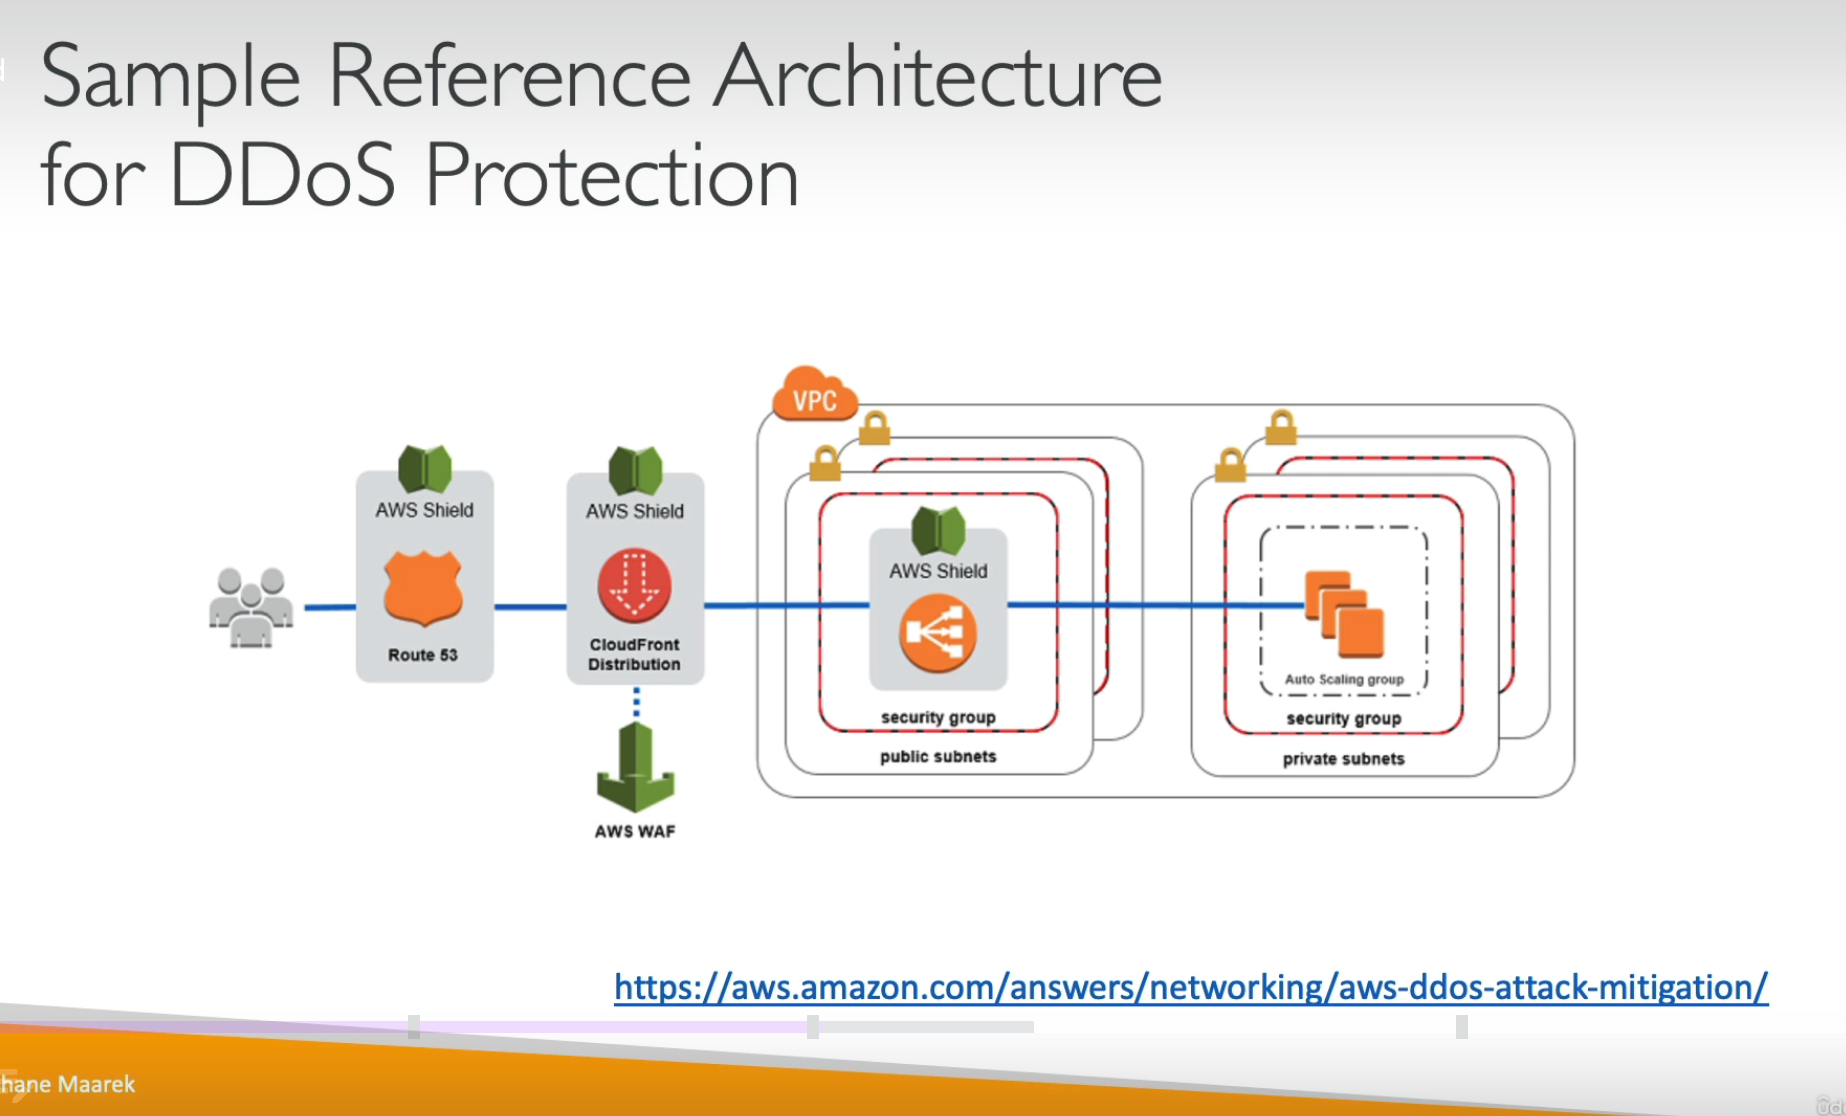 Sample Reference Architecture
for DDoS Protection
VPC
AWS Shield
Route 53
AWS Shield
CloudFront
Distribution
AWS WAF
AWS Shield
security group
public subnets
Auto Scaling group
security group
private subnets
https://aws.amazon.com/answers/networking/aws-ddos-attack-mitigation/
hane Maarek